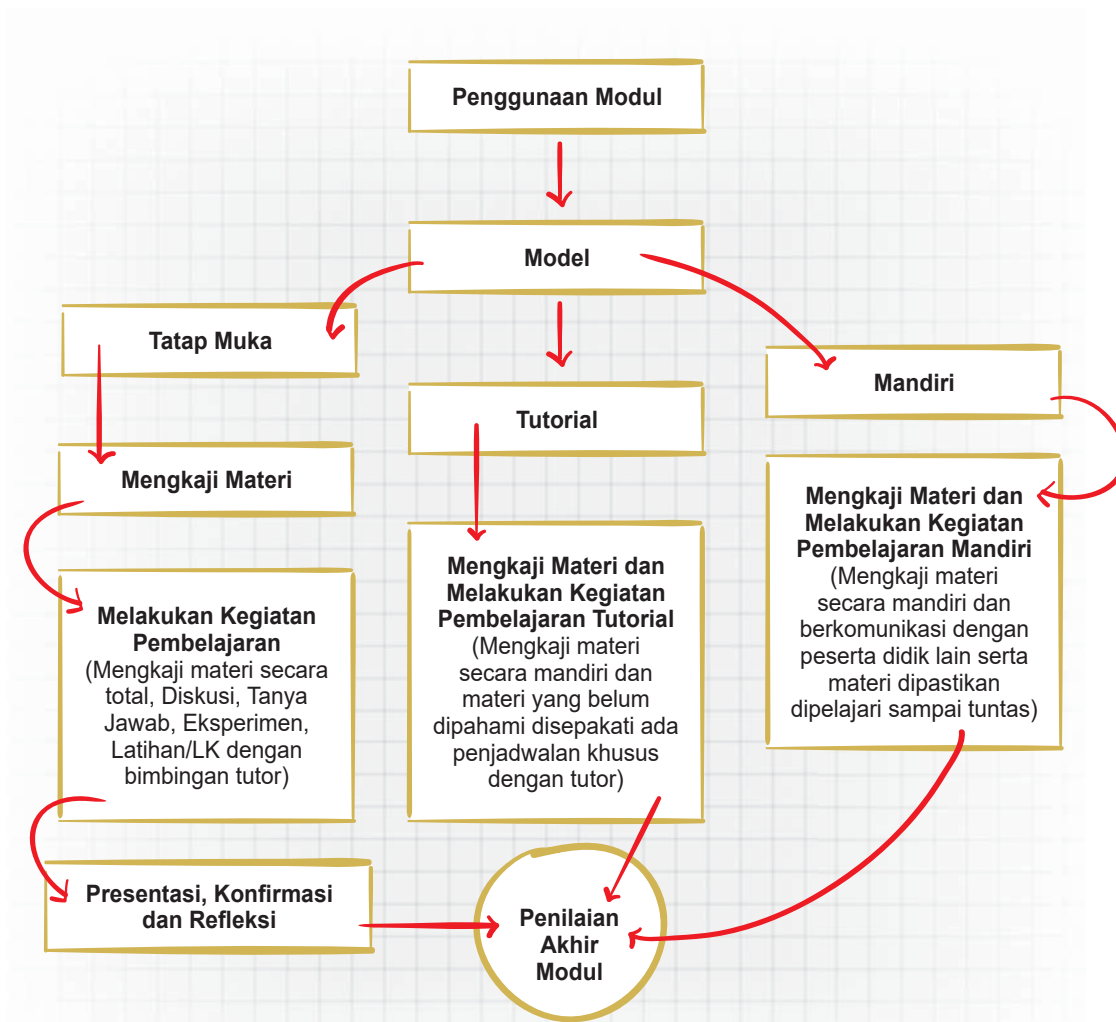 Penggunaan Modul
Model
Tatap Muka
Mengkaji Materi
Melakukan Kegiatan
Pembelajaran
(Mengkaji materi secara
total, Diskusi, Tanya
Jawab, Eksperimen,
Latihan/LK dengan
bimbingan tutor)
Presentasi, Konfirmasi
dan Refleksi
Tutorial
Mengkaji Materi dan
Melakukan Kegiatan
Pembelajaran Tutorial
(Mengkaji materi
secara mandiri dan
materi yang belum
dipahami disepakati ada
penjadwalan khusus
dengan tutor)
Mandiri
Mengkaji Materi dan
Melakukan Kegiatan
Pembelajaran Mandiri
(Mengkaji materi
secara mandiri dan
berkomunikasi dengan
peserta didik lain serta
materi dipastikan
dipelajari sampai tuntas)
Penilaian
Akhir
Modul